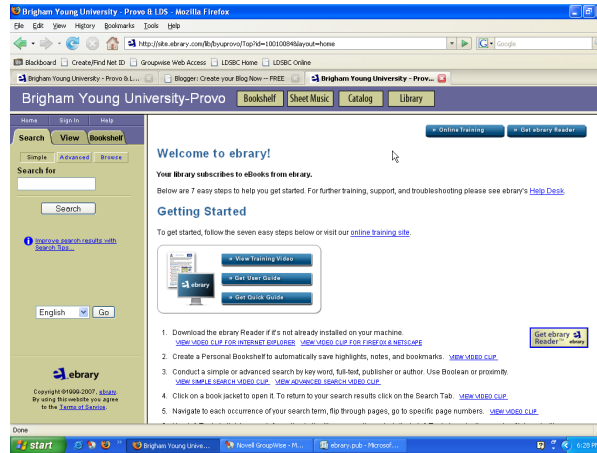 Brigham Young University - Provo & LDS - Mozilla Firefox
File Edit View History Bookmarks Tools Help
http://site.ebrary.com/lib/byuprovo/Top?id=10010084&layout=home
Google
Blackboard Create/Find Net ID Groupwise Web Access LDSBC Home LDSBC Online
Brigham Young University - Provo & L...
Blogger: Create your Blog Now -- FREE
Brigham Young University - Prov...
Brigham Young University-Provo
Bookshelf Sheet Music Catalog Library
Home Sign In Help
Search View Bookshelf
Simple Advanced Browse
Search for
Search
Improve search results with
Search Tips...
English Go
ebrary
Copyright ©1999-2007, ebrary.
By using this website you agree
to the Terms of Service.
» Online Training » Get ebrary Reader
Welcome to ebrary!
Your library subscribes to eBooks from ebrary.
Below are 7 easy steps to help you get started. For further training, support, and troubleshooting please see ebrary's Help Desk.
Getting Started
To get started, follow the seven easy steps below or visit our online training site.
ebrary
» View Training Video
» Get User Guide
» Get Quick Guide
1. Download the ebrary Reader if it's not already installed on your machine.
VIEW VIDEO CLIP FOR INTERNET EXPLORER VIEW VIDEO CLIP FOR FIREFOX & NETSCAPE
Get ebrary
Reader™ ebrary
2. Create a Personal Bookshelf to automatically save highlights, notes, and bookmarks. VIEW VIDEO CLIP
3. Conduct a simple or advanced search by key word, full-text, publisher or author. Use Boolean or proximity.
VIEW SIMPLE SEARCH VIDEO CLIP VIEW ADVANCED SEARCH VIDEO CLIP
4. Click on a book jacket to open it. To return to your search results click on the Search Tab. VIEW VIDEO CLIP
5. Navigate to each occurrence of your search term, flip through pages, go to specific page numbers. VIEW VIDEO CLIP
Done
start
Brigham Young Unive...
Novell GroupWise - M...
ebrary.pub - Microsof...
6:28 PM